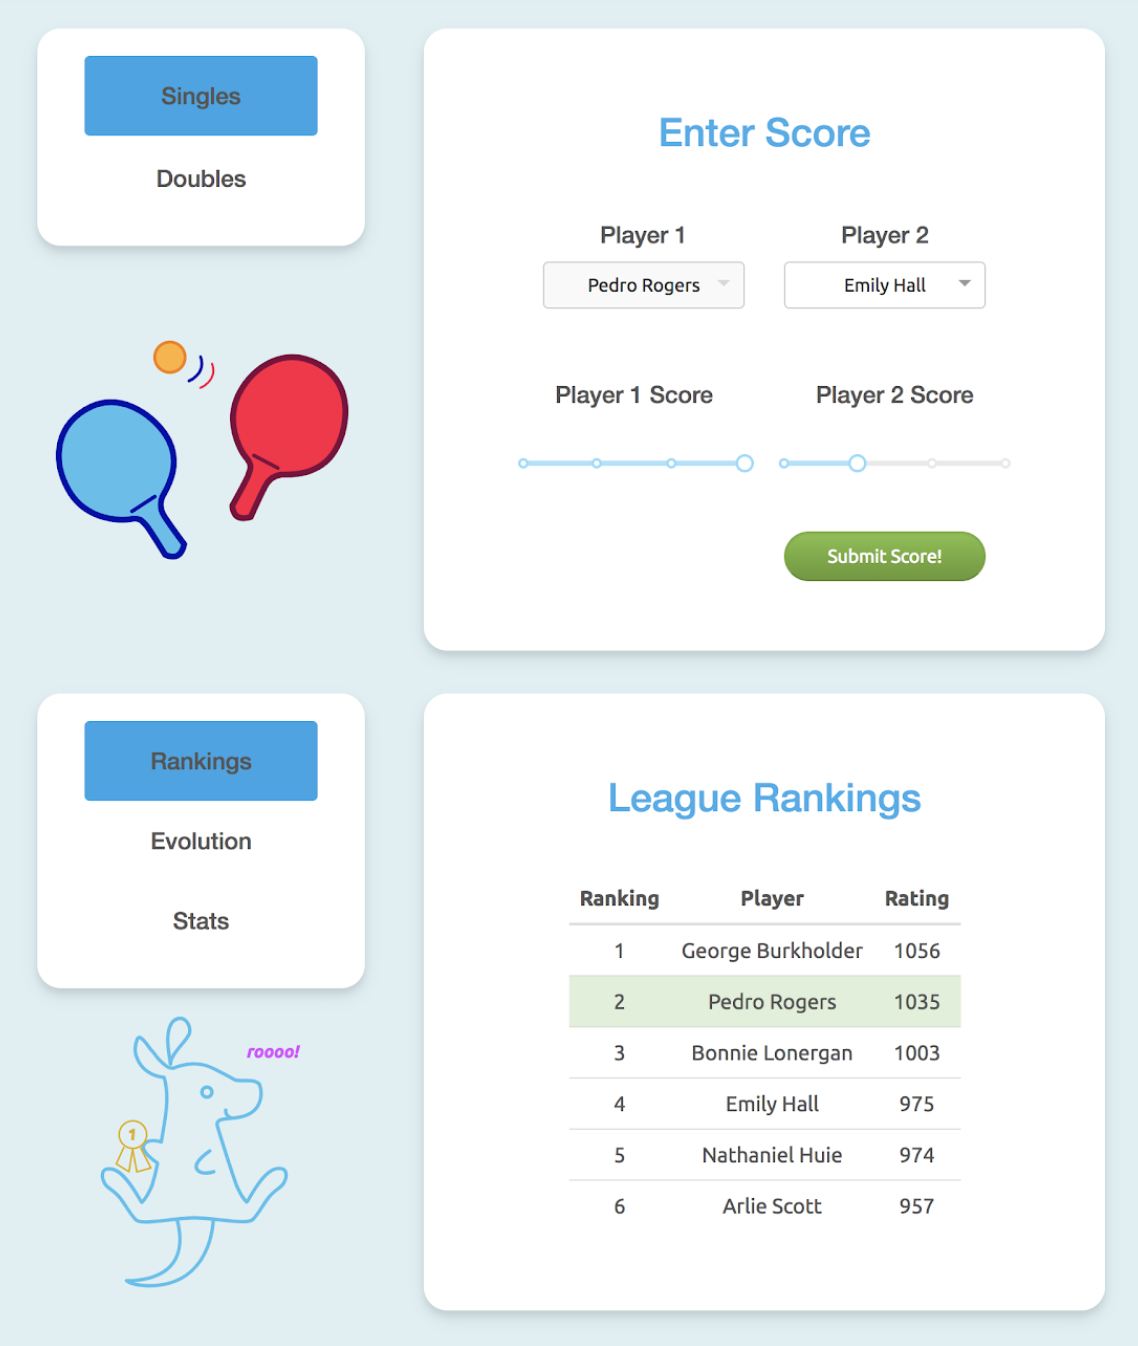 Singles
Doubles
Enter Score
Player 1 Player 2
Pedro Rogers Emily Hall
Player 1 Score Player 2 Score
Submit Score!
Rankings
Evolution
Stats
roooo!
1
League Rankings
Ranking Player Rating
1 George Burkholder 1056
2 Pedro Rogers 1035
3 Bonnie Lonergan 1003
4 Emily Hall 975
5 Nathaniel Huie 974
6 Arlie Scott 957